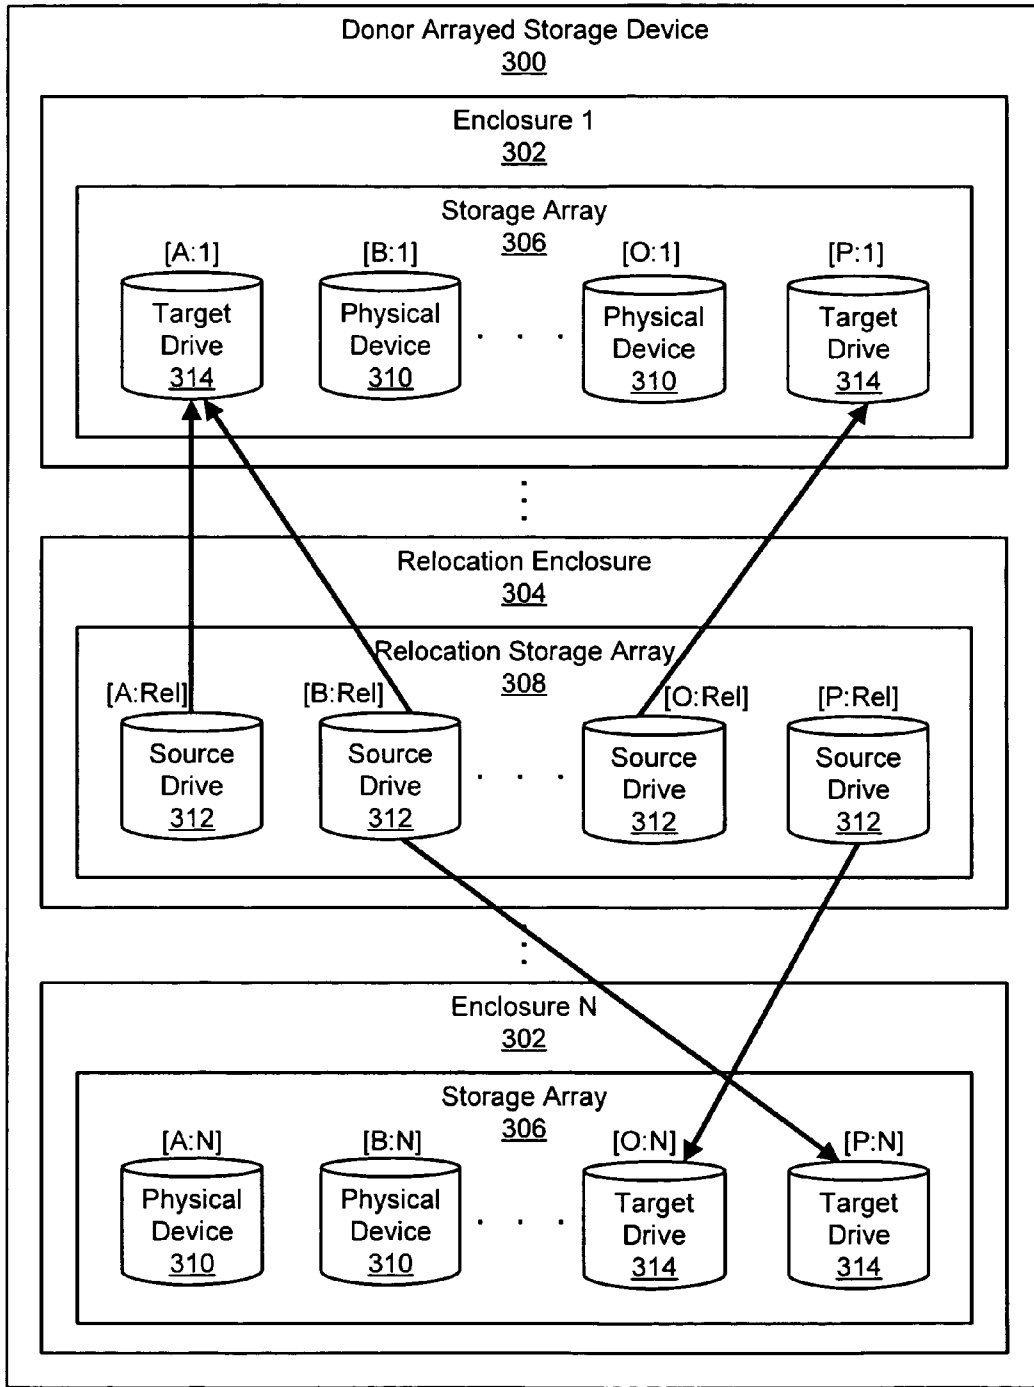 Donor Arrayed Storage Device
300
Enclosure 1
302
Storage Array
306
[A:1] [B:1] [O:1] [P:1]
Target Drive 314
Physical Device 310
. . .
Physical Device 310
Target Drive 314
Relocation Enclosure
304
Relocation Storage Array
308
[A:Rel] [B:Rel] [O:Rel] [P:Rel]
Source Drive 312
Source Drive 312
. . .
Source Drive 312
Source Drive 312
Enclosure N
302
Storage Array
306
[A:N] [B:N] [O:N] [P:N]
Physical Device 310
Physical Device 310
. . .
Target Drive 314
Target Drive 314